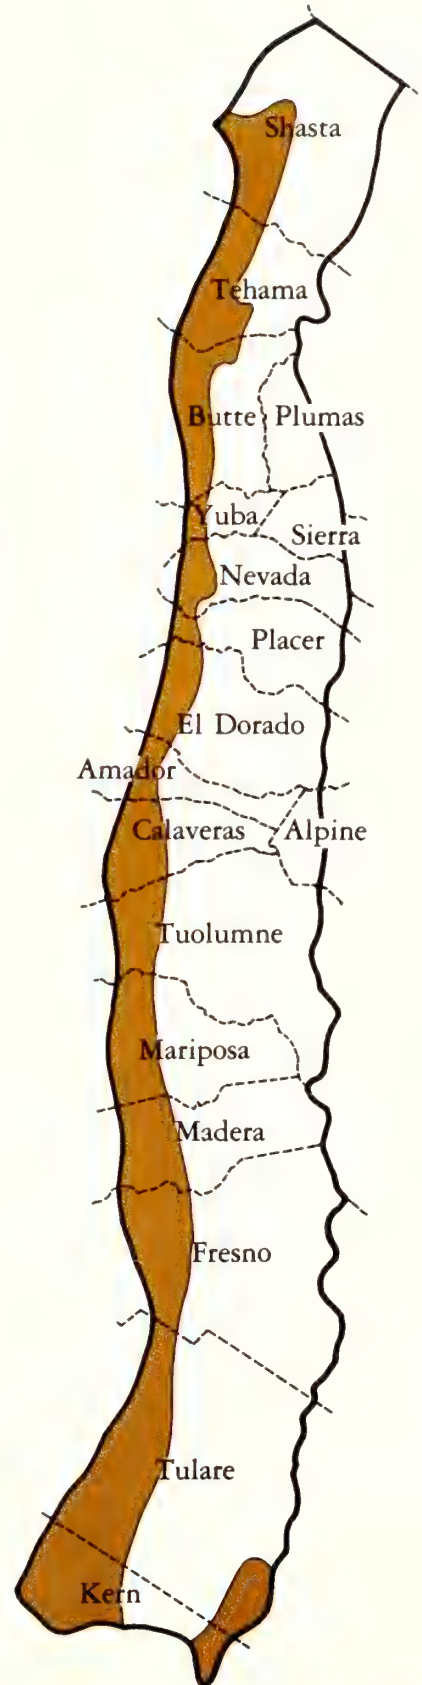 Shasta
Tehama
Butte Plumas
Yuba
Sierra
Nevada
Placer
El Dorado
Amador
Calaveras Alpine
Tuolumne
Mariposa
Madera
Fresno
Tulare
Kern